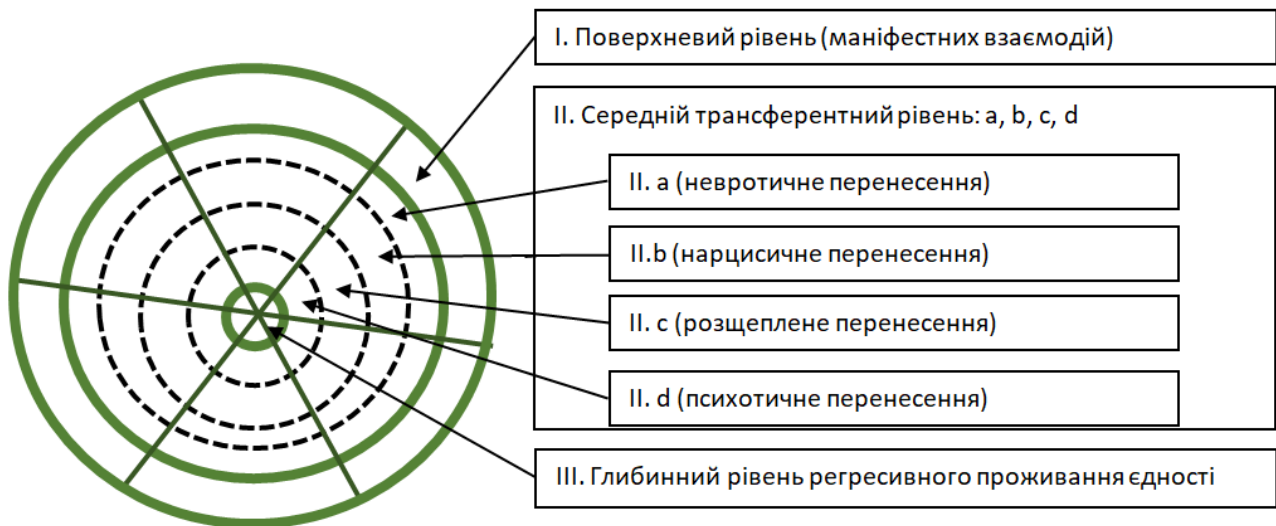 I. Поверхневий рівень (маніфестних взаємодій)
II. Середній трансферентний рівень: a, b, c, d
II. a (невротичне перенесення)
II.b (нарцисичне перенесення)
II. c (розщеплене перенесення)
II. d (психотичне перенесення)
III. Глибинний рівень регресивного проживання єдності